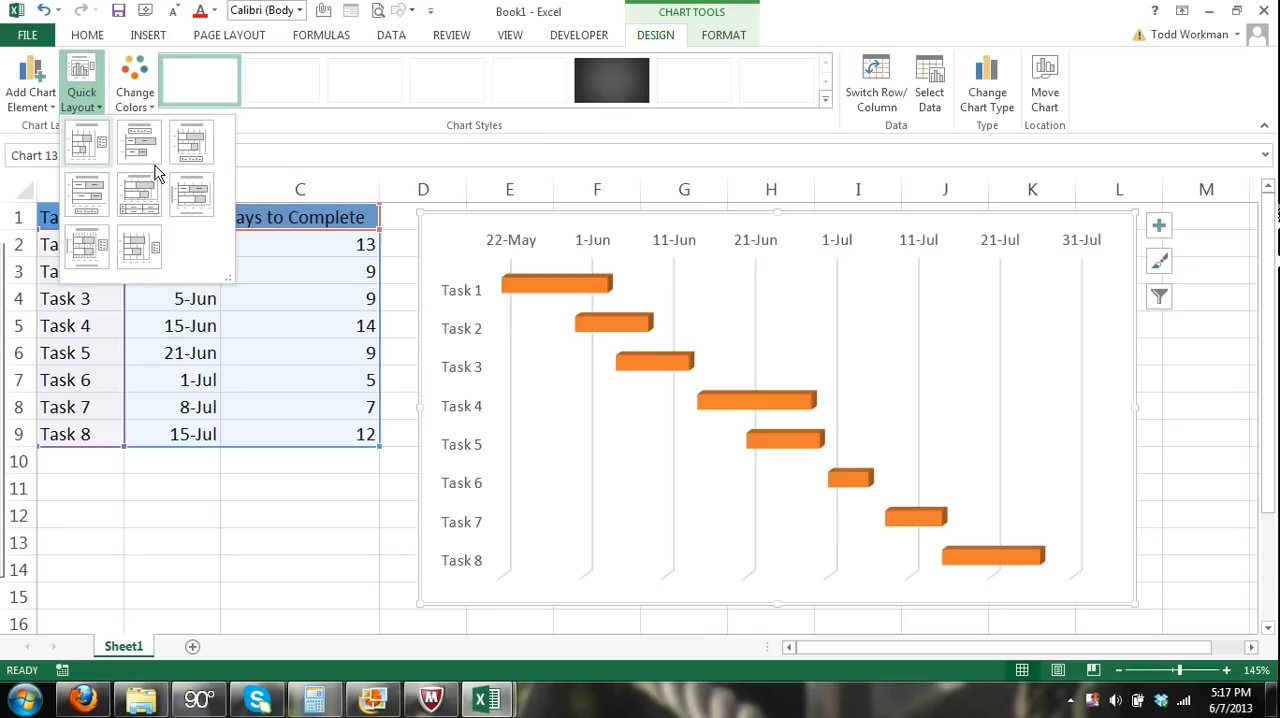 Calibri (Body
Book1 - Excel
CHART TOOLS
?
FILE
HOME
INSERT
PAGE LAYOUT
FORMULAS
DATA
REVIEW
VIEW
DEVELOPER
DESIGN
FORMAT
Todd Workman
Add Chart
Element
Quick
Layout
Change
Colors
Switch Row/
Column
Select
Data
Change
Chart Type
Move
Chart
Chart La
Chart Styles
Data
Type
Location
Chart 13
C D E F G H I J K L M
1 Ta ays to Complete
2 Ta 13
3 Ta 9
4 Task 3 5-Jun 9
5 Task 4 15-Jun 14
6 Task 5 21-Jun 9
7 Task 6 1-Jul 5
8 Task 7 8-Jul 7
9 Task 8 15-Jul 12
10
11
12
13
14
15
16
22-May 1-Jun 11-Jun 21-Jun 1-Jul 11-Jul 21-Jul 31-Jul
Task 1
Task 2
Task 3
Task 4
Task 5
Task 6
Task 7
Task 8
Sheet1
READY
145%
90°
5:17 PM
6/7/2013